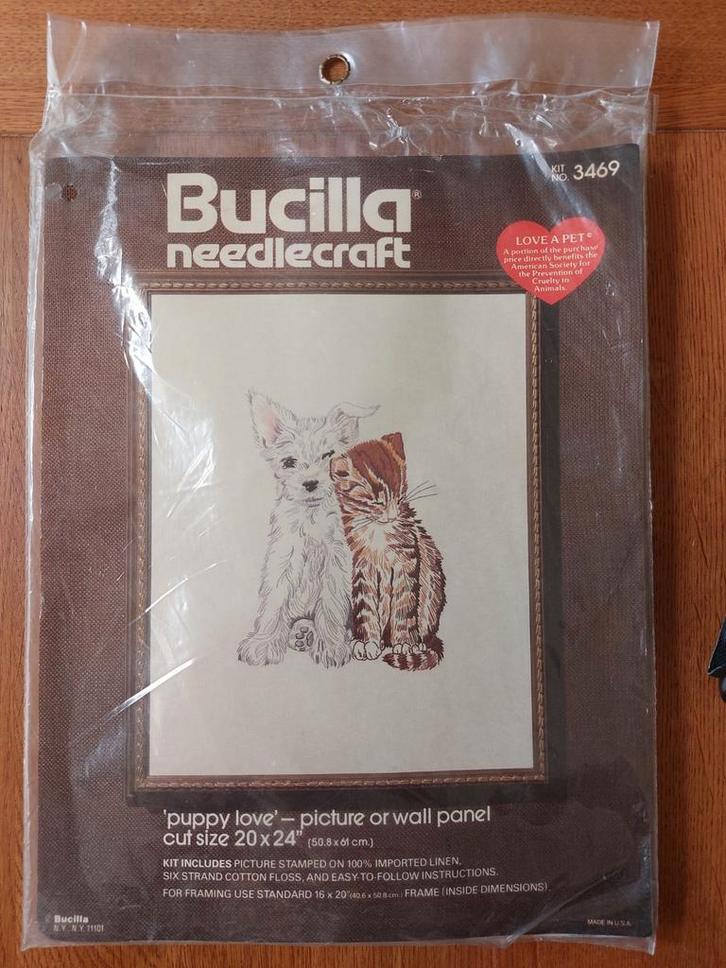 KIT NO. 3469
Bucilla®
needlecraft
LOVE A PET©
A portion of the purchase
price directly benefits the
American Society for
the Prevention of
Cruelty to
Animals.
'puppy love' — picture or wall panel
cut size 20 x 24" (50.8 x 61 cm.)
KIT INCLUDES PICTURE STAMPED ON 100% IMPORTED LINEN,
SIX STRAND COTTON FLOSS, AND EASY-TO-FOLLOW INSTRUCTIONS.
FOR FRAMING USE STANDARD 16 x 20" (40.6 x 50.8 cm.) FRAME (INSIDE DIMENSIONS).
Bucilla
N.Y., N.Y. 11101
MADE IN U.S.A.